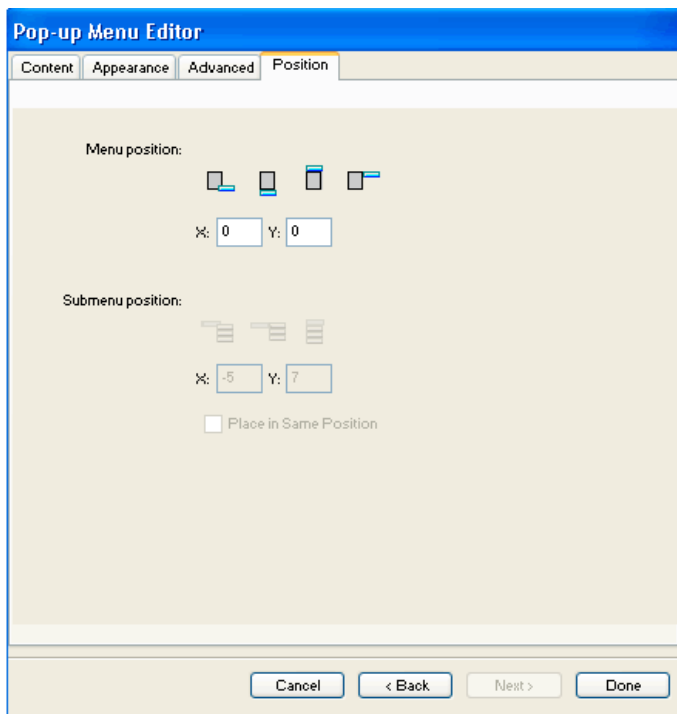 Pop-up Menu Editor
Content Appearance Advanced Position
Menu position:
X: 0 Y: 0
Submenu position:
X: -5 Y: 7
Place in Same Position
Cancel < Back Next > Done